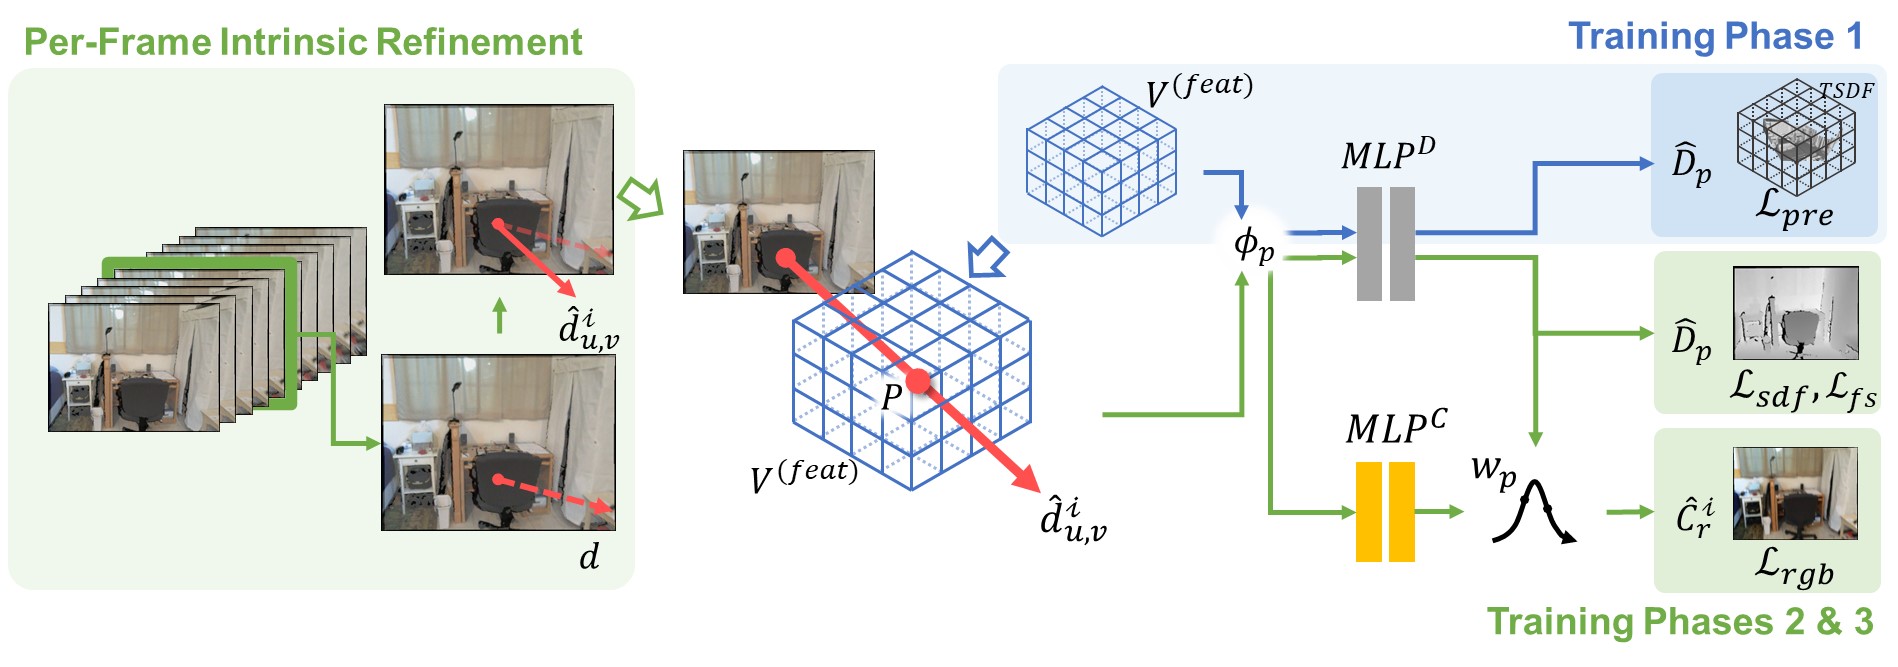 Per-Frame Intrinsic Refinement
Training Phase 1
V^{(feat)}
TSDF
MLP^D
\hat{D}_p
\mathcal{L}_{pre}
ϕ_p
\hat{d}^i_{u,v}
P
\hat{D}_p
\mathcal{L}_{sdf}, \mathcal{L}_{fs}
MLP^C
V^{(feat)}
w_p
\hat{d}^i_{u,v}
\hat{C}^i_r
d
\mathcal{L}_{rgb}
Training Phases 2 & 3